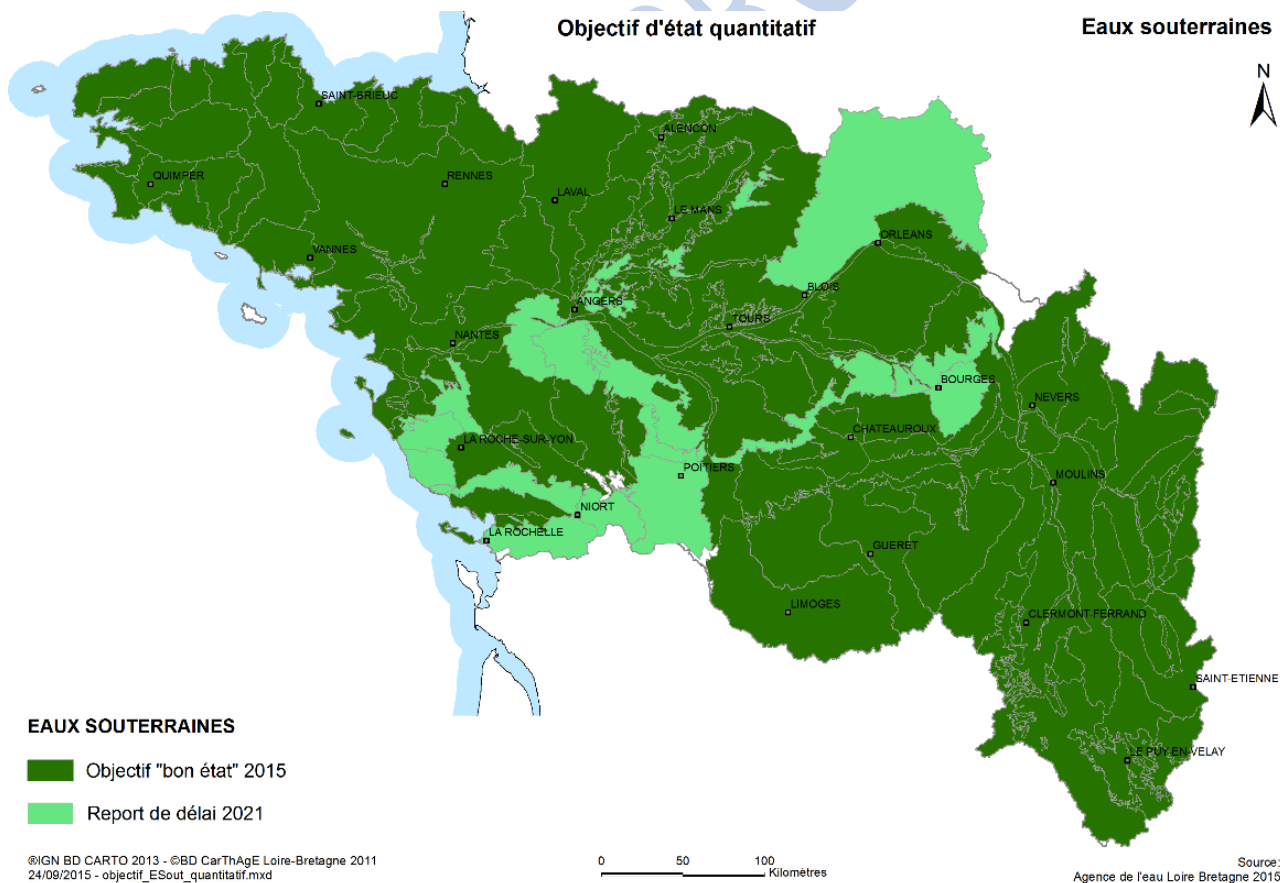 Objectif d'état quantitatif
Eaux souterraines
N
SAINT-BRIEUC
ALENCON
QUIMPER
RENNES
LAVAL
LE MANS
ORLEANS
VANNES
BLOIS
ANGERS
TOURS
NANTES
BOURGES
NEVERS
CHATEAUROUX
LA ROCHE-SUR-YON
POITIERS
MOULINS
NIORT
LA ROCHELLE
GUERET
LIMOGES
CLERMONT FERRAND
SAINT-ETIENNE
LE PUY-EN-VELAY
EAUX SOUTERRAINES
Objectif "bon état" 2015
Report de délai 2021
®IGN BD CARTO 2013 - ©BD CarThAgE Loire-Bretagne 2011
24/09/2015 - objectif_ESout_quantitatif.mxd
0 50 100
Kilomètres
Source:
Agence de l'eau Loire Bretagne 2015